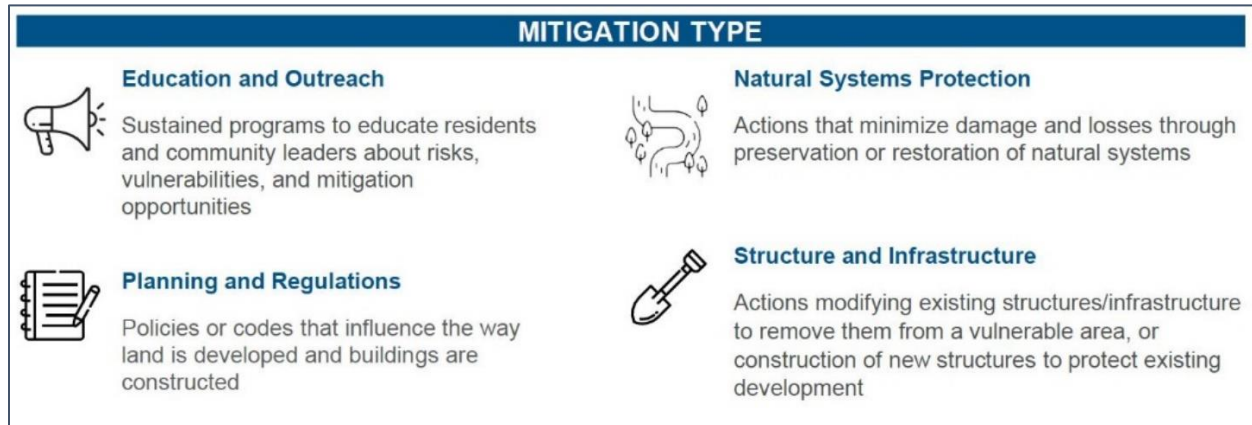 MITIGATION TYPE
Education and Outreach
Sustained programs to educate residents
and community leaders about risks,
vulnerabilities, and mitigation
opportunities
Natural Systems Protection
Actions that minimize damage and losses through
preservation or restoration of natural systems
Planning and Regulations
Policies or codes that influence the way
land is developed and buildings are
constructed
Structure and Infrastructure
Actions modifying existing structures/infrastructure
to remove them from a vulnerable area, or
construction of new structures to protect existing
development